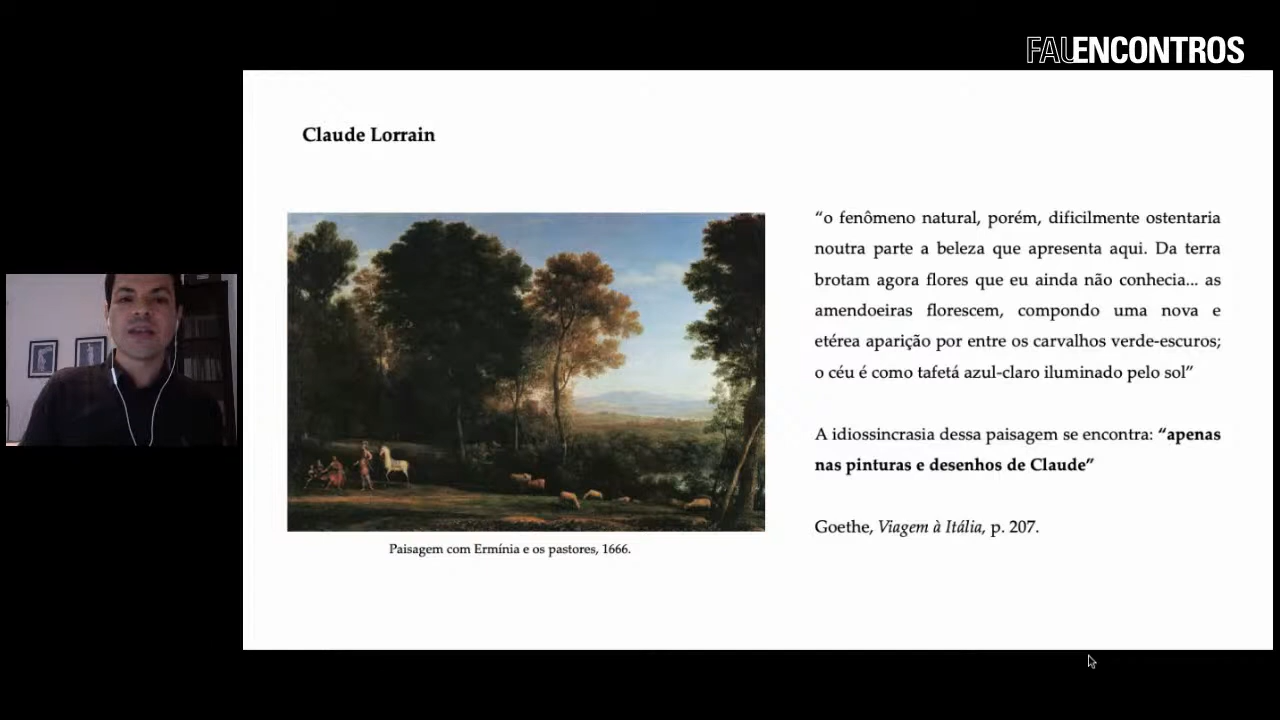 FALENCONTROS
Claude Lorrain
“o fenômeno natural, porém, dificilmente ostentaria
noutra parte a beleza que apresenta aqui. Da terra
brotam agora flores que eu ainda não conhecia... as
amendoeiras florescem, compondo uma nova e
etérea aparição por entre os carvalhos verde-escuros;
o céu é como tafetá azul-claro iluminado pelo sol”
A idiossincrasia dessa paisagem se encontra: “apenas
nas pinturas e desenhos de Claude”
Goethe, Viagem à Itália, p. 207.
Paisagem com Ermínia e os pastores, 1666.